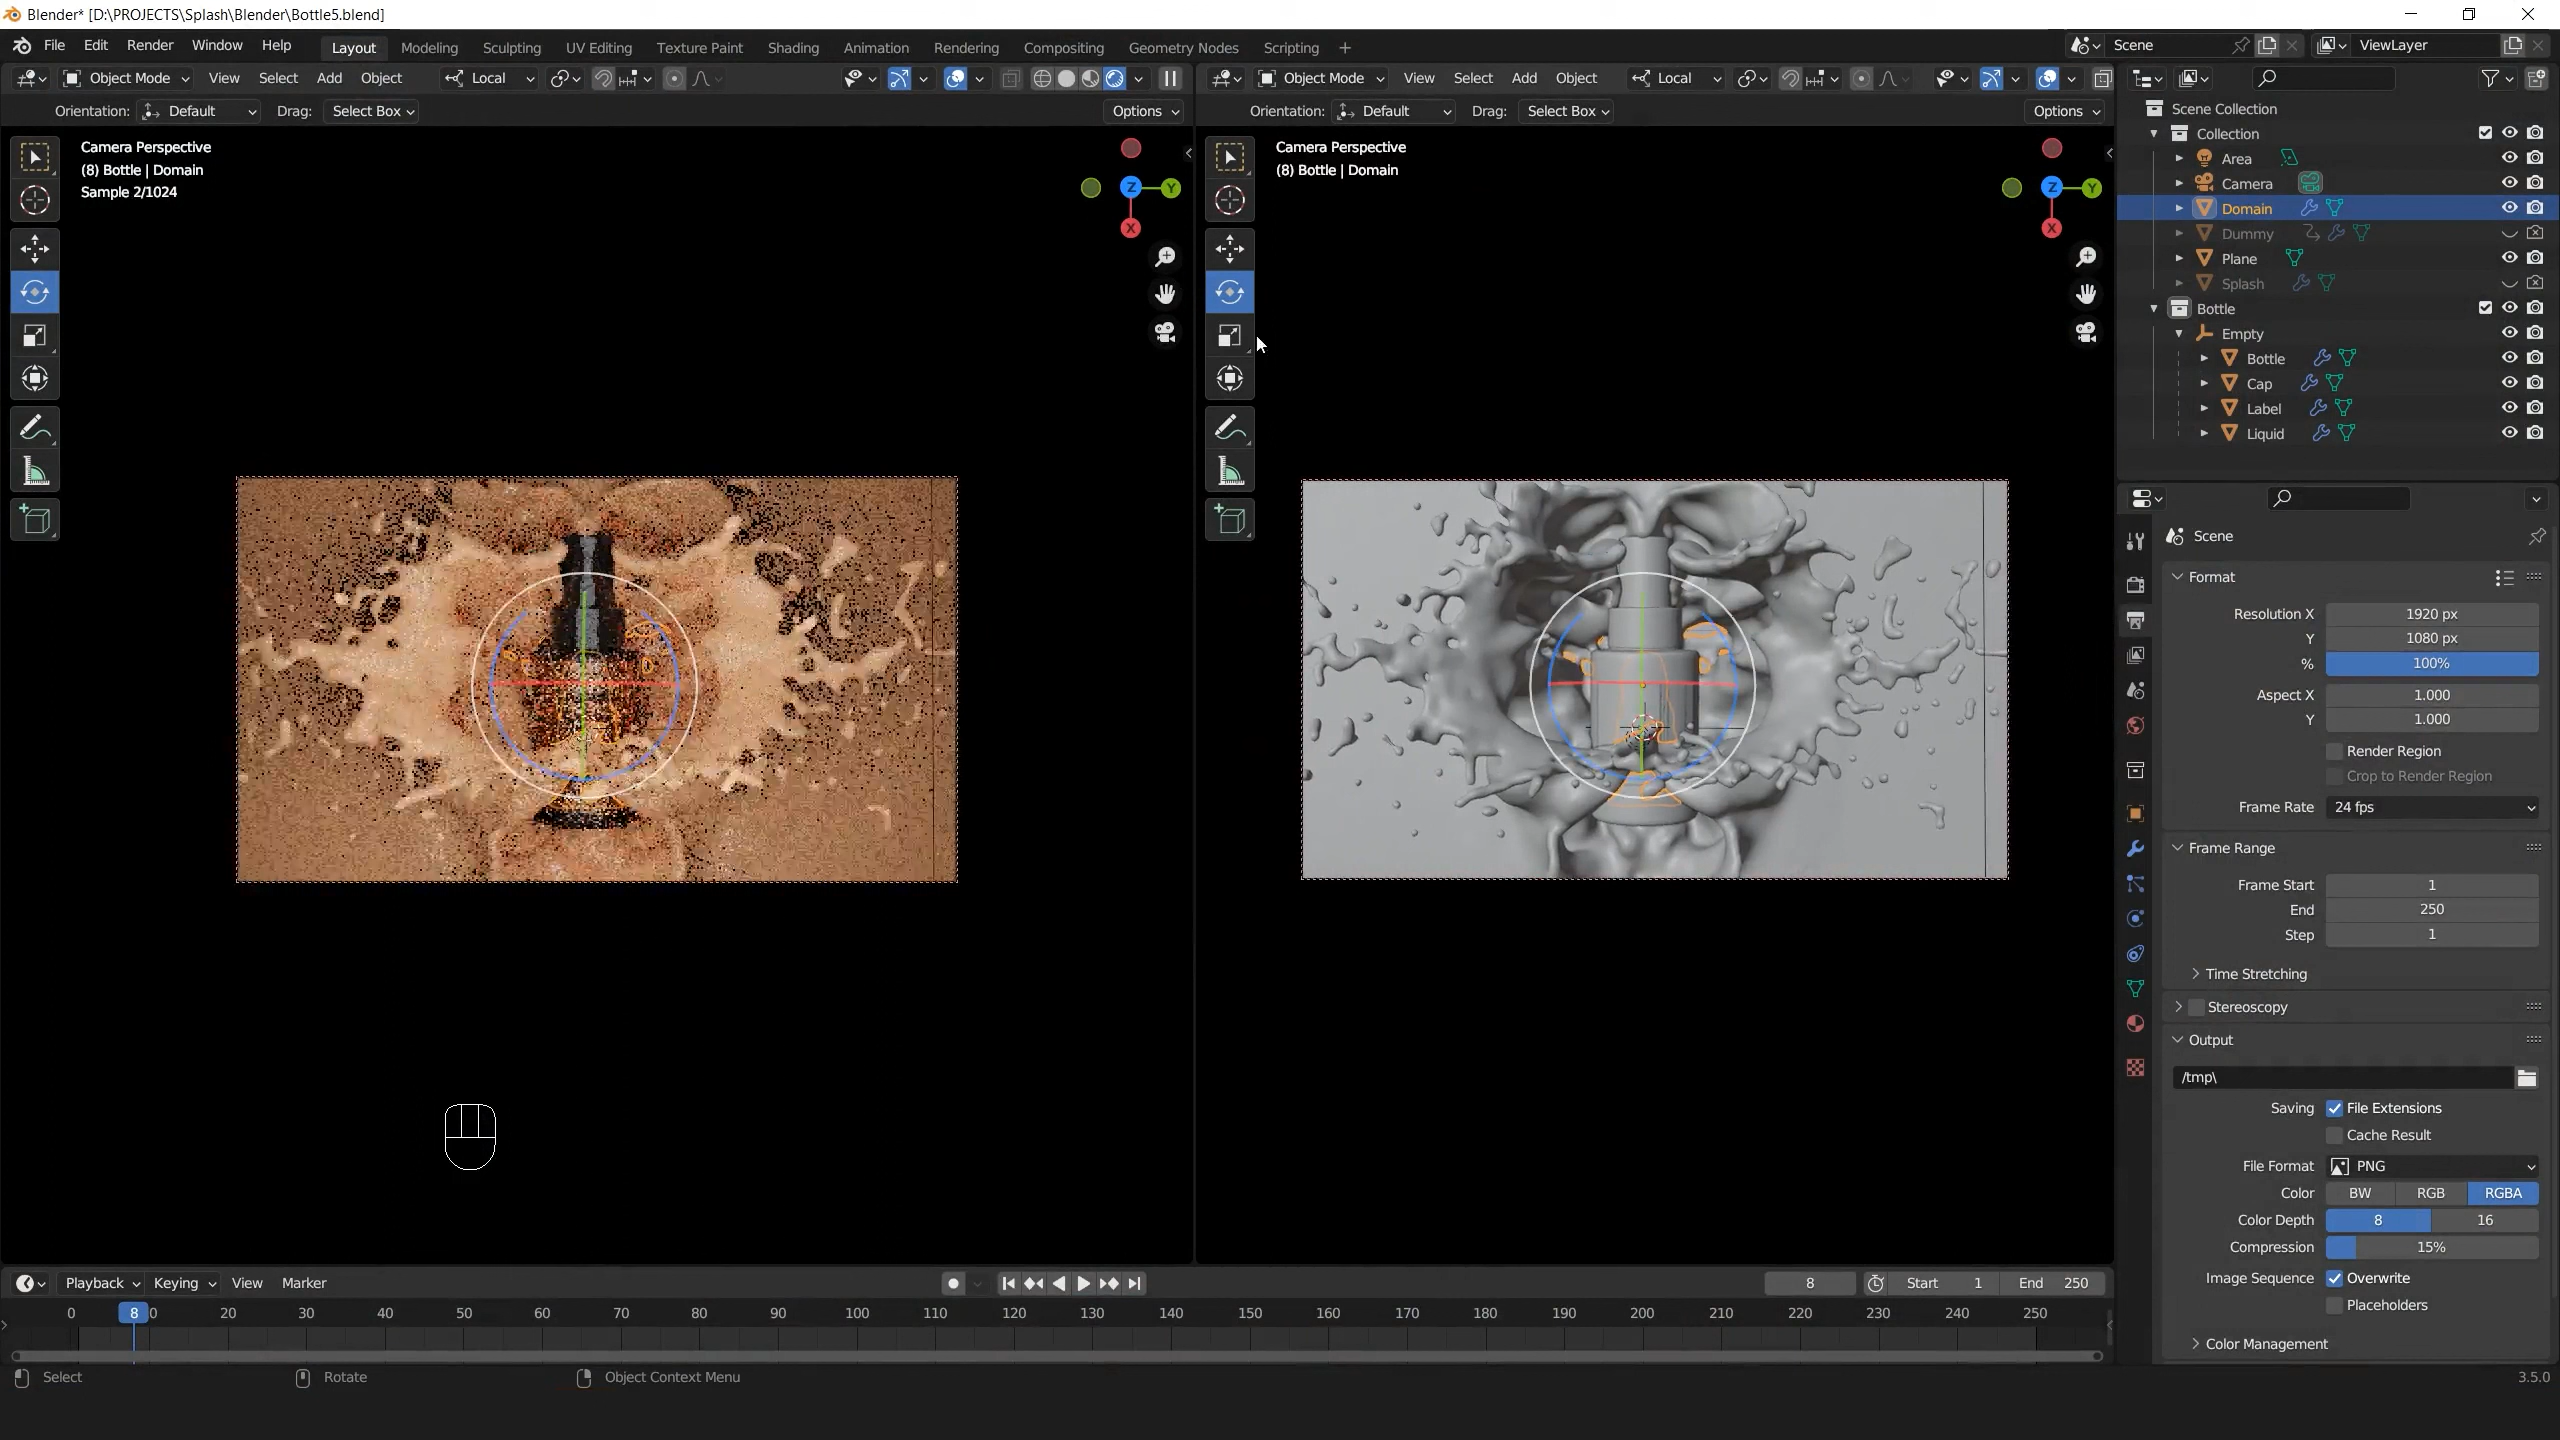 Blender* [D:\PROJECTS\Splash\Blender\Bottle5.blend]
File Edit Render Window Help Layout Modeling Sculpting UV Editing Texture Paint Shading Animation Rendering Compositing Geometry Nodes Scripting + Scene ViewLayer
Object Mode View Select Add Object Local
Object Mode View Select Add Object Local
Orientation: Default Drag: Select Box Options
Orientation: Default Drag: Select Box Options
Camera Perspective
(8) Bottle | Domain
Sample 2/1024
Z Y
X
Camera Perspective
(8) Bottle | Domain
Z Y
X
Scene Collection
Collection
Area
Camera
Domain
Dummy
Plane
Splash
Bottle
Empty
Bottle
Cap
Label
Liquid
Scene
Format
Resolution X 1920 px
Y 1080 px
% 100%
Aspect X 1.000
Y 1.000
Render Region
Crop to Render Region
Frame Rate 24 fps
Frame Range
Frame Start 1
End 250
Step 1
Time Stretching
Stereoscopy
Output
/tmp\
Saving File Extensions
Cache Result
File Format PNG
Color BW RGB RGBA
Color Depth 8 16
Compression 15%
Image Sequence Overwrite
Placeholders
Color Management
Playback Keying View Marker 8 Start 1 End 250
0 8 0 20 30 40 50 60 70 80 90 100 110 120 130 140 150 160 170 180 190 200 210 220 230 240 250
Select Rotate Object Context Menu 3.5.0